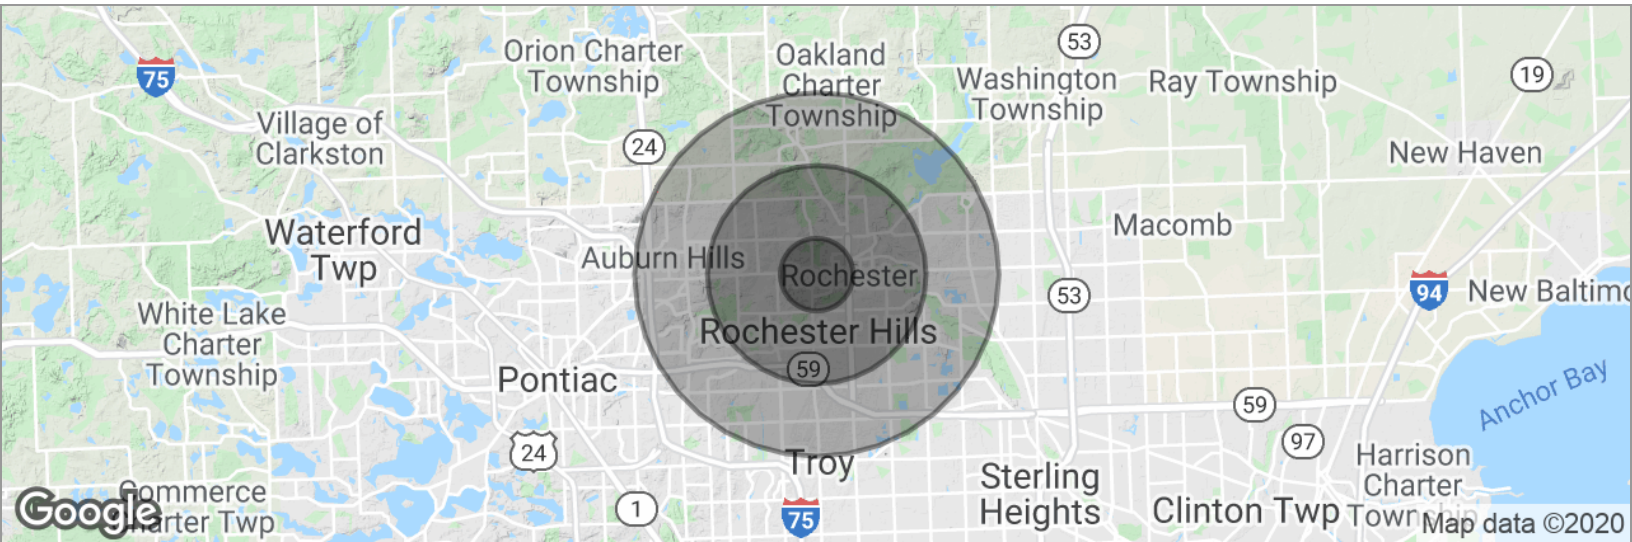 53
Orion Charter
Township
Oakland
Charter
Township
Washington
Township
Ray Township
19
75
Village of
Clarkston
24
New Haven
Waterford
Twp
Auburn Hills
Rochester
Macomb
53
94
New Baltimo
White Lake
Charter
Township
Rochester Hills
59
Pontiac
59
Anchor Bay
24
97
Troy
Sterling
Heights
Harrison
Charter
Township
Commerce
Charter Twp
Google
1
75
Clinton Twp
Map data ©2020